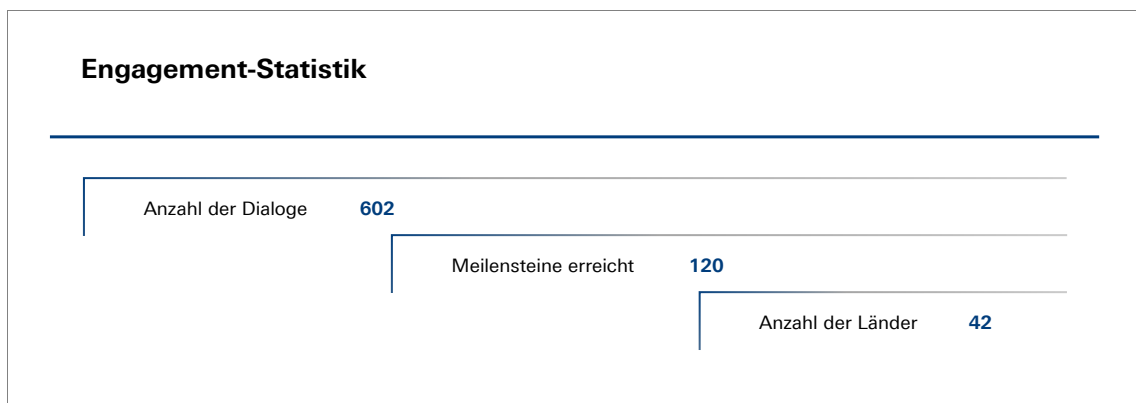 Engagement-Statistik
Anzahl der Dialoge 602
Meilensteine erreicht 120
Anzahl der Länder 42